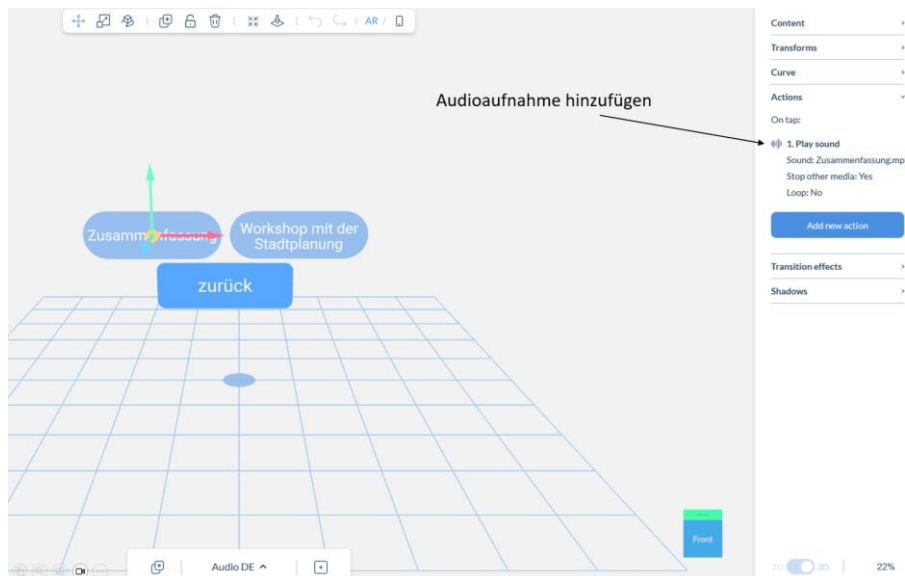 AR /
Content
Transforms
Curve
Actions
On tap:
1. Play sound
Sound: Zusammenfassung.mp
Stop other media: Yes
Loop: No
Add new action
Transition effects
Shadows
Audioaufnahme hinzufügen
Zusammenfassung
Workshop mit der
Stadtplanung
zurück
Front
Audio DE
2D 3D
22%